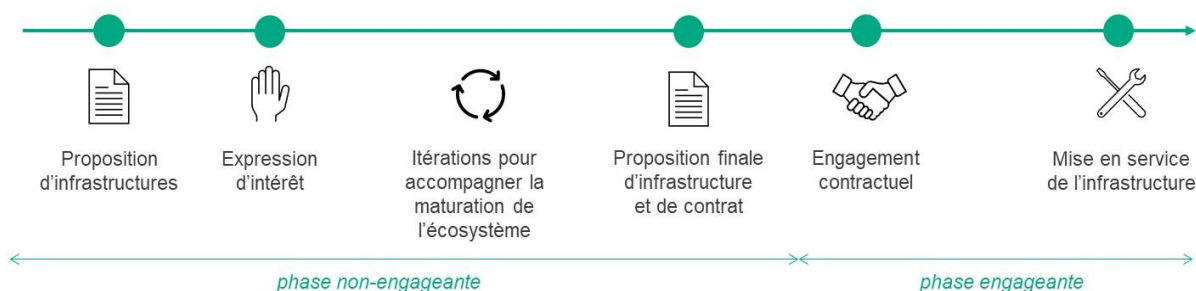 Proposition
d'infrastructures
Expression
d'intérêt
Itérations pour
accompagner la
maturation de
l'écosystème
Proposition finale
d'infrastructure
et de contrat
Engagement
contractuel
Mise en service
de l'infrastructure
phase non-engageante
phase engageante